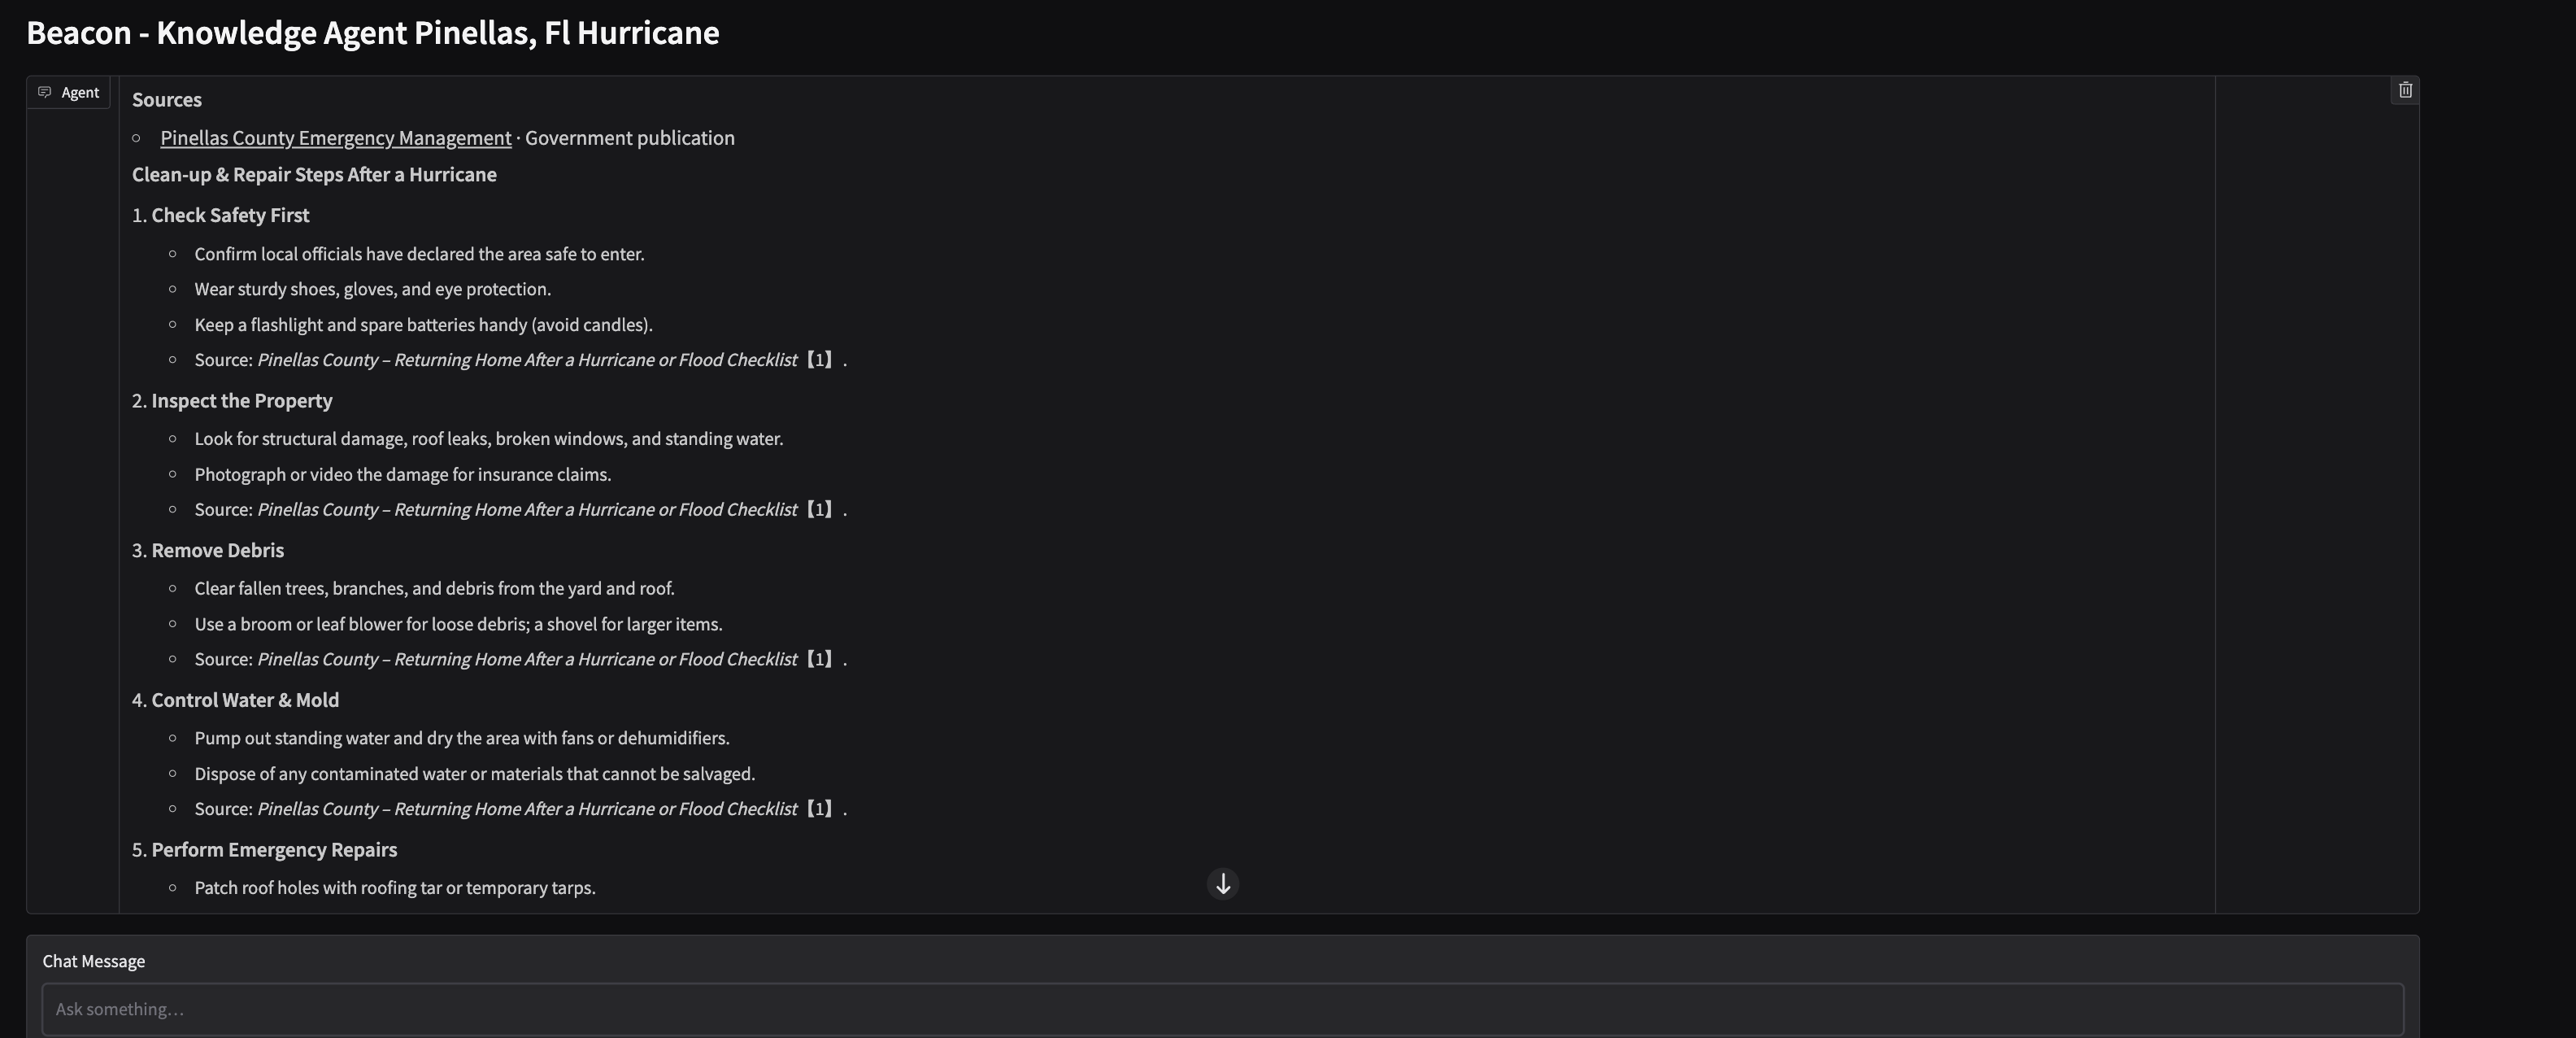 Beacon - Knowledge Agent Pinellas, Fl Hurricane
Agent
Sources
Pinellas County Emergency Management · Government publication
Clean-up & Repair Steps After a Hurricane
1. Check Safety First
Confirm local officials have declared the area safe to enter.
Wear sturdy shoes, gloves, and eye protection.
Keep a flashlight and spare batteries handy (avoid candles).
Source: Pinellas County – Returning Home After a Hurricane or Flood Checklist【1】.
2. Inspect the Property
Look for structural damage, roof leaks, broken windows, and standing water.
Photograph or video the damage for insurance claims.
Source: Pinellas County – Returning Home After a Hurricane or Flood Checklist【1】.
3. Remove Debris
Clear fallen trees, branches, and debris from the yard and roof.
Use a broom or leaf blower for loose debris; a shovel for larger items.
Source: Pinellas County – Returning Home After a Hurricane or Flood Checklist【1】.
4. Control Water & Mold
Pump out standing water and dry the area with fans or dehumidifiers.
Dispose of any contaminated water or materials that cannot be salvaged.
Source: Pinellas County – Returning Home After a Hurricane or Flood Checklist【1】.
5. Perform Emergency Repairs
Patch roof holes with roofing tar or temporary tarps.
Chat Message
Ask something…